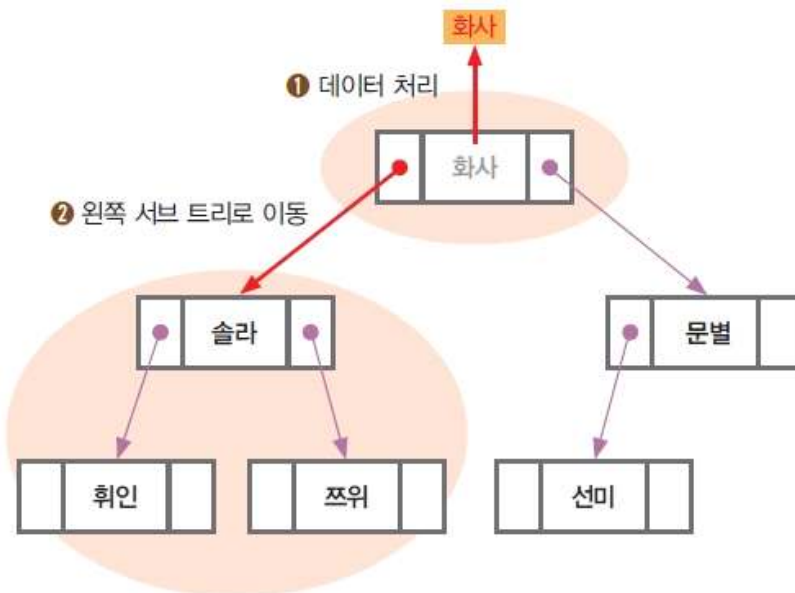 화사
❶ 데이터 처리
화사
❷ 왼쪽 서브 트리로 이동
솔라
문별
휘인
쯔위
선미